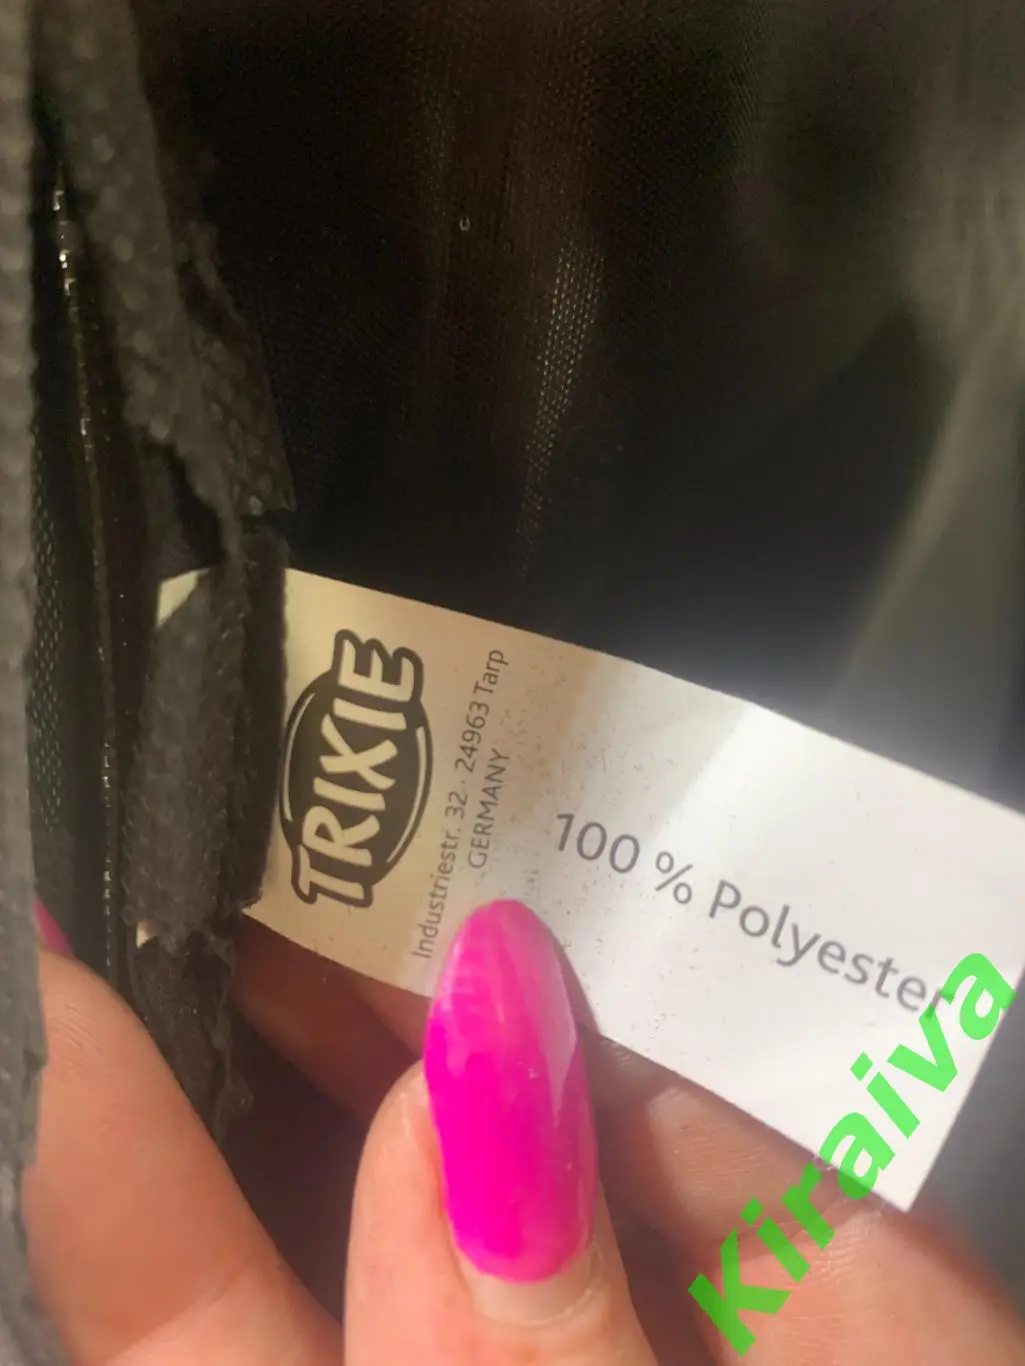 TRIXIE
Industriestr. 32 · 24963 Tarp
GERMANY
100 % Polyester
Kiraiva